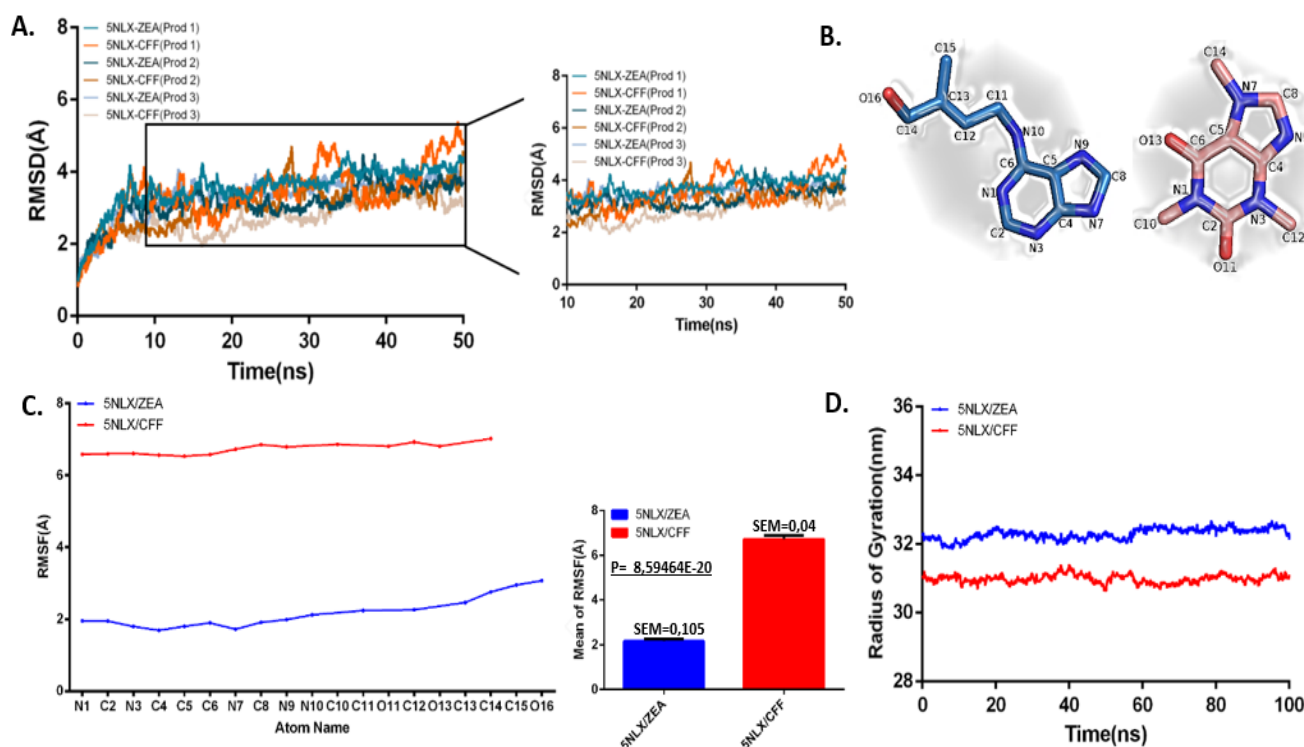 A.
5NLX-ZEA(Prod 1)
5NLX-CFF(Prod 1)
5NLX-ZEA(Prod 2)
5NLX-CFF(Prod 2)
5NLX-ZEA(Prod 3)
5NLX-CFF(Prod 3)
RMSD(Å)
8
6
4
2
0
0 10 20 30 40 50
Time(ns)
5NLX-ZEA(Prod 1)
5NLX-CFF(Prod 1)
5NLX-ZEA(Prod 2)
5NLX-CFF(Prod 2)
5NLX-ZEA(Prod 3)
5NLX-CFF(Prod 3)
RMSD(Å)
8
6
4
2
0
10 20 30 40 50
Time(ns)
B.
C15
O16
C13
C11
C14
C12
N10
C6
C5
N9
C8
N1
C4
N7
C2
N3
C14
N7
C8
C5
O13
C6
N
C4
N1
N3
C10
C2
C12
O11
C.
5NLX/ZEA
5NLX/CFF
RMSF(Å)
8
6
4
2
0
N1 C2 N3 C4 C5 C6 N7 C8 N9 C10 C11 O11 C12 O13 C13 C14 C15 O16
Atom Name
5NLX/ZEA
5NLX/CFF
Mean of RMSF(Å)
8
6
4
2
0
P= 8,59464E-20
SEM=0,04
SEM=0,105
5NLX/ZEA
5NLX/CFF
D.
5NLX/ZEA
5NLX/CFF
Radius of Gyration(nm)
36
34
32
30
28
0 20 40 60 80 100
Time(ns)